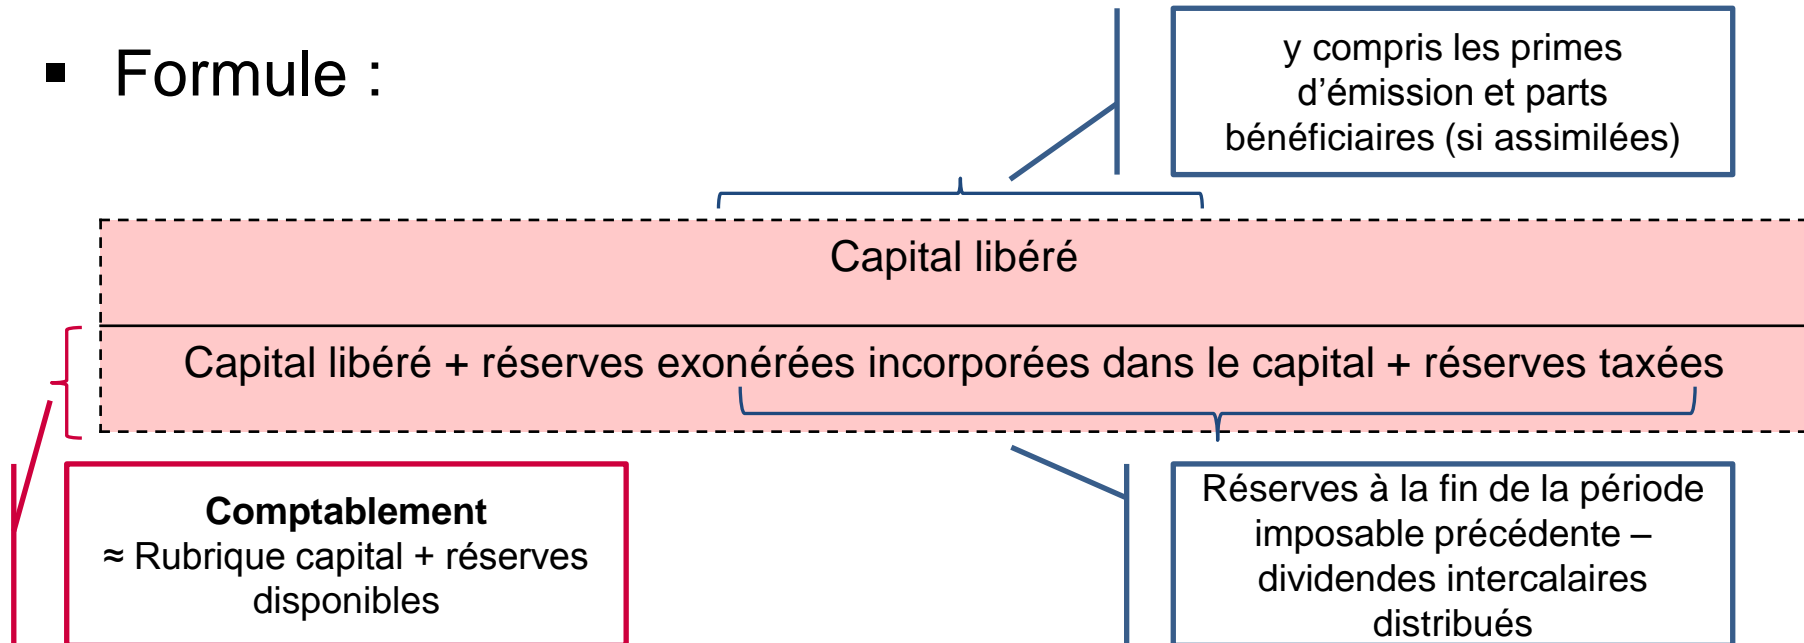 ▪ Formule :
y compris les primes
d’émission et parts
bénéficiaires (si assimilées)
Capital libéré
Capital libéré + réserves exonérées incorporées dans le capital + réserves taxées
Comptablement
≈ Rubrique capital + réserves
disponibles
Réserves à la fin de la période
imposable précédente –
dividendes intercalaires
distribués